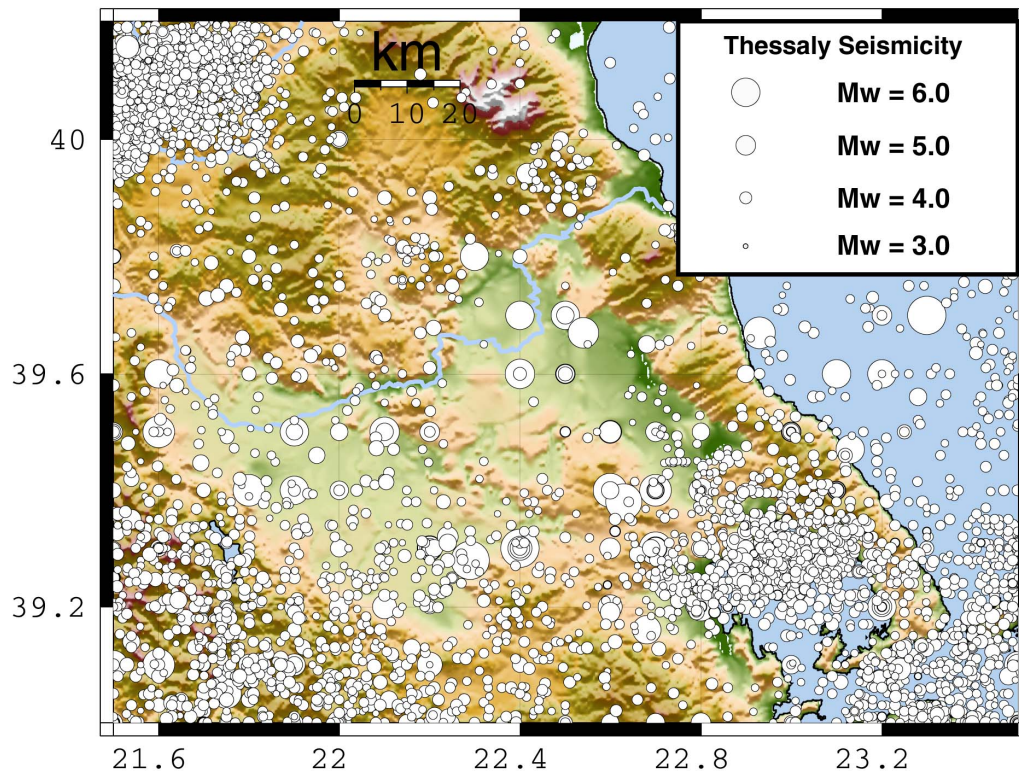 km
0 10 20
Thessaly Seismicity
Mw = 6.0
Mw = 5.0
Mw = 4.0
Mw = 3.0
40
39.6
39.2
21.6 22 22.4 22.8 23.2